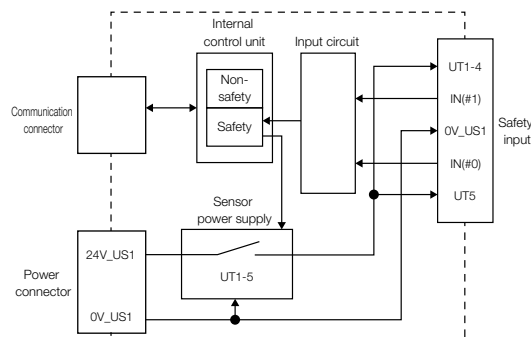 Internal
control unit
Input circuit
Non-
safety
Safety
Communication
connector
UT1-4
IN(#1)
0V_US1
IN(#0)
UT5
Safety
input
Sensor
power supply
24V_US1
UT1-5
Power
connector
0V_US1